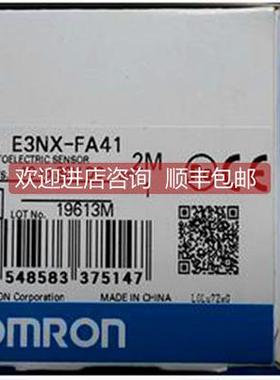 E3NX-FA41
TOELECTRIC SENSOR
2M
欢迎进店咨询 顺丰包邮
LOT No. 19613M
548583 375147
ON Corporation
MADE IN CHINA
LGLu7ZwG
OMRON